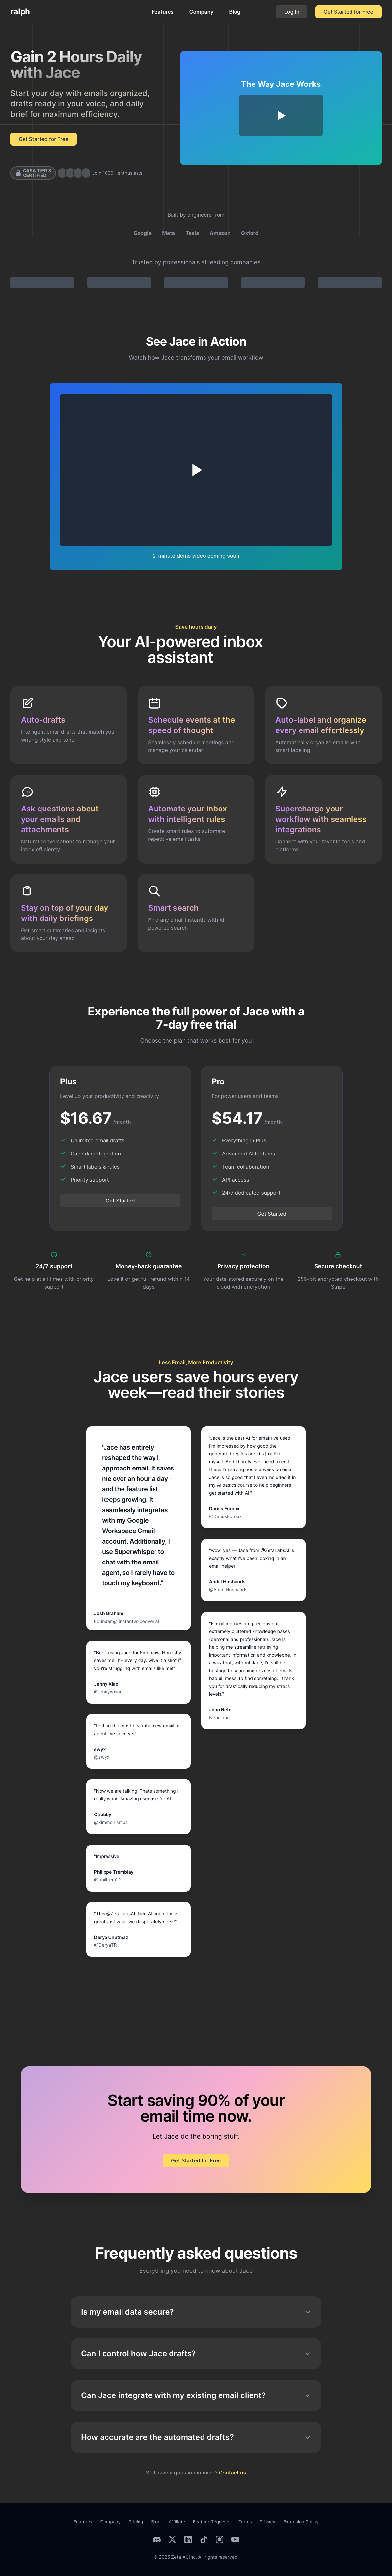 ralph
Features
Company
Blog
Log In
Get Started for Free
Gain 2 Hours Daily
with Jace
Start your day with emails organized,
drafts ready in your voice, and daily
brief for maximum efficiency.
Get Started for Free
CASA TIER 3
CERTIFIED
Join 1000+ enthusiasts
The Way Jace Works
Built by engineers from
Google
Meta
Tesla
Amazon
Oxford
Trusted by professionals at leading companies
See Jace in Action
Watch how Jace transforms your email workflow
2-minute demo video coming soon
Save hours daily
Your AI-powered inbox
assistant
Auto-drafts
Intelligent email drafts that match your
writing style and tone
Schedule events at the
speed of thought
Seamlessly schedule meetings and
manage your calendar
Auto-label and organize
every email effortlessly
Automatically organize emails with
smart labeling
Ask questions about
your emails and
attachments
Natural conversations to manage your
inbox efficiently
Automate your inbox
with intelligent rules
Create smart rules to automate
repetitive email tasks
Supercharge your
workflow with seamless
integrations
Connect with your favorite tools and
platforms
Stay on top of your day
with daily briefings
Get smart summaries and insights
about your day ahead
Smart search
Find any email instantly with AI-
powered search
Experience the full power of Jace with a
7-day free trial
Choose the plan that works best for you
Plus
Level up your productivity and creativity
$16.67 /month
Unlimited email drafts
Calendar integration
Smart labels & rules
Priority support
Get Started
Pro
For power users and teams
$54.17 /month
Everything in Plus
Advanced AI features
Team collaboration
API access
24/7 dedicated support
Get Started
24/7 support
Get help at all times with priority
support
Money-back guarantee
Love it or get full refund within 14
days
Privacy protection
Your data stored securely on the
cloud with encryption
Secure checkout
256-bit encrypted checkout with
Stripe
Less Email, More Productivity
Jace users save hours every
week—read their stories
"Jace has entirely
reshaped the way I
approach email. It saves
me over an hour a day -
and the feature list
keeps growing. It
seamlessly integrates
with my Google
Workspace Gmail
account. Additionally, I
use Superwhisper to
chat with the email
agent, so I rarely have to
touch my keyboard."
Josh Graham
Founder @ instantvoiceover.ai
"Been using Jace for 6mo now. Honestly
saves me 1h+ every day. Give it a shot if
you're struggling with emails like me!"
Jenny Xiao
@jennywxiao
"testing the most beautiful new email ai
agent i've seen yet"
swyx
@swyx
"Now we are talking. Thats something I
really want. Amazing usecase for AI."
Chubby
@kimmonismus
"Impressive!"
Philippe Tremblay
@philtrem22
"This @ZetaLabsAI Jace AI agent looks
great-just what we desperately need!"
Derya Unutmaz
@DeryaTR_
"Jace is the best AI for email I've used.
I'm impressed by how good the
generated replies are. It's just like
myself. And I hardly ever need to edit
them. I'm saving hours a week on email.
Jace is so good that I even included it in
my AI basics course to help beginners
get started with AI."
Darius Foroux
@DariusForoux
"wow, yes — Jace from @ZetaLabsAI is
exactly what I've been looking in an
email helper"
Andel Husbands
@AndelHusbands
"E-mail inboxes are precious but
extremely cluttered knowledge bases
(personal and professional). Jace is
helping me streamline retrieving
important information and knowledge, in
a way that, without Jace, I'd still be
hostage to searching dozens of emails,
bad ui, mess, to find something. I thank
you for drastically reducing my stress
levels."
João Neto
Neumatic
Start saving 90% of your
email time now.
Let Jace do the boring stuff.
Get Started for Free
Frequently asked questions
Everything you need to know about Jace
Is my email data secure?
Can I control how Jace drafts?
Can Jace integrate with my existing email client?
How accurate are the automated drafts?
Still have a question in mind? Contact us
Features
Company
Pricing
Blog
Affiliate
Feature Requests
Terms
Privacy
Extension Policy
© 2025 Zeta AI, Inc. All rights reserved.